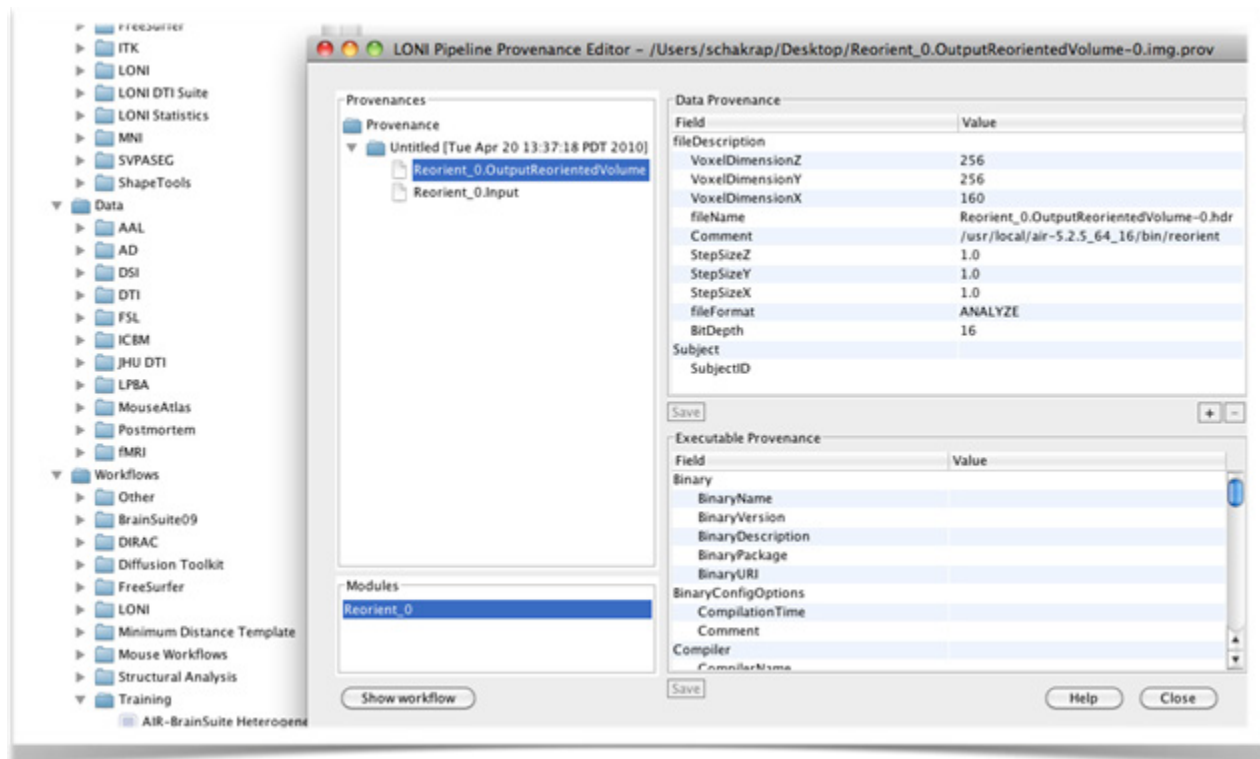 FreeSurfer
ITK
LONI
LONI DTI Suite
LONI Statistics
MNI
SVPASEG
ShapeTools
Data
AAL
AD
DSI
DTI
FSL
ICBM
JHU DTI
LPBA
MouseAtlas
Postmortem
fMRI
Workflows
Other
BrainSuite09
DIRAC
Diffusion Toolkit
FreeSurfer
LONI
Minimum Distance Template
Mouse Workflows
Structural Analysis
Training
AIR-BrainSuite Heterogene
LONI Pipeline Provenance Editor - /Users/schakrap/Desktop/Reorient_0.OutputReorientedVolume-0.img.prov
Provenances
Provenance
Untitled [Tue Apr 20 13:37:18 PDT 2010]
Reorient_0.OutputReorientedVolume
Reorient_0.Input
Modules
Reorient_0
Show workflow
Data Provenance
Field Value
fileDescription
VoxelDimensionZ 256
VoxelDimensionY 256
VoxelDimensionX 160
fileName Reorient_0.OutputReorientedVolume-0.hdr
Comment /usr/local/air-5.2.5_64_16/bin/reorient
StepSizeZ 1.0
StepSizeY 1.0
StepSizeX 1.0
fileFormat ANALYZE
BitDepth 16
Subject
SubjectID
Save + -
Executable Provenance
Field Value
Binary
BinaryName
BinaryVersion
BinaryDescription
BinaryPackage
BinaryURI
BinaryConfigOptions
CompilationTime
Comment
Compiler
CompilerName
Save
Help Close